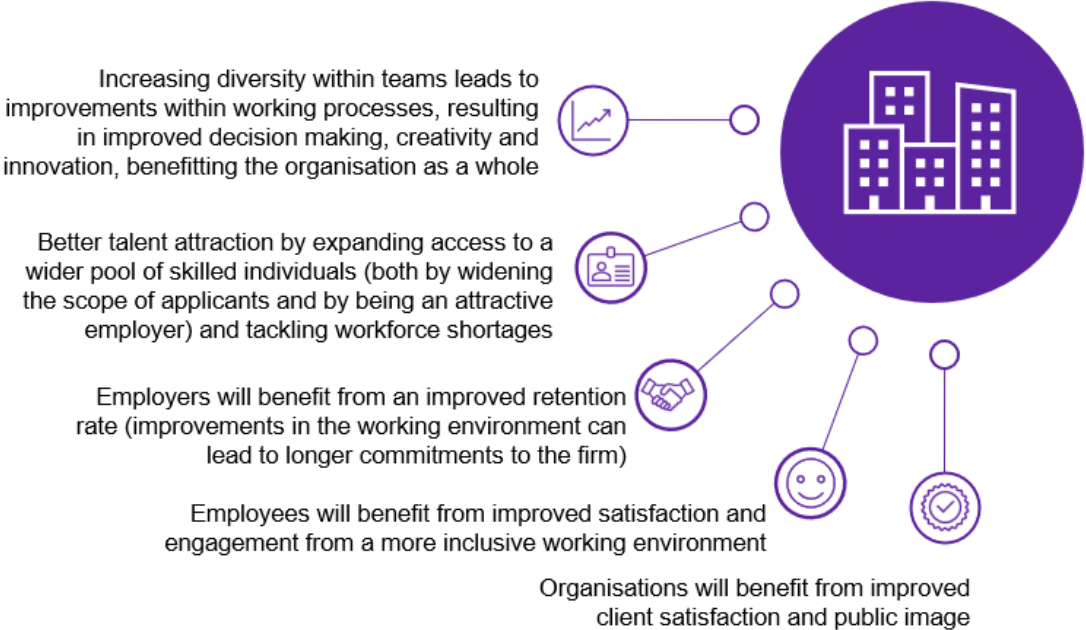 Increasing diversity within teams leads to
improvements within working processes, resulting
in improved decision making, creativity and
innovation, benefitting the organisation as a whole
Better talent attraction by expanding access to a
wider pool of skilled individuals (both by widening
the scope of applicants and by being an attractive
employer) and tackling workforce shortages
Employers will benefit from an improved retention
rate (improvements in the working environment can
lead to longer commitments to the firm)
Employees will benefit from improved satisfaction and
engagement from a more inclusive working environment
Organisations will benefit from improved
client satisfaction and public image